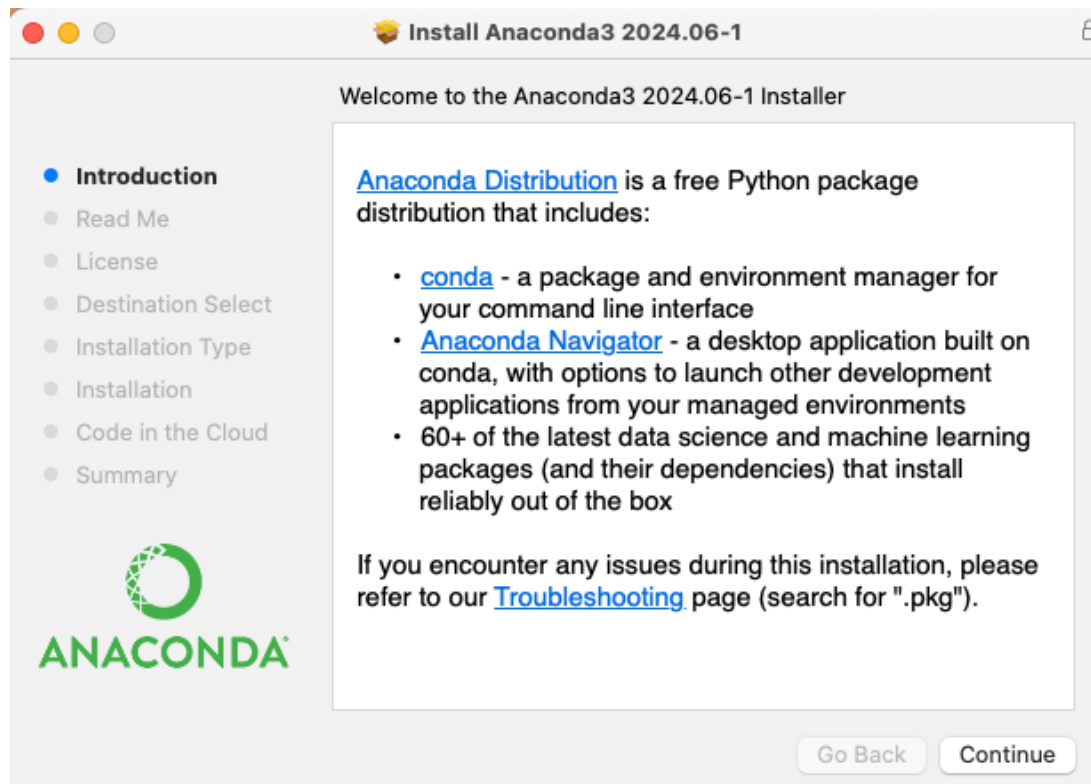 Install Anaconda3 2024.06-1
Welcome to the Anaconda3 2024.06-1 Installer
Introduction
Read Me
License
Destination Select
Installation Type
Installation
Code in the Cloud
Summary
ANACONDA
Anaconda Distribution is a free Python package
distribution that includes:
• conda - a package and environment manager for
your command line interface
• Anaconda Navigator - a desktop application built on
conda, with options to launch other development
applications from your managed environments
• 60+ of the latest data science and machine learning
packages (and their dependencies) that install
reliably out of the box
If you encounter any issues during this installation, please
refer to our Troubleshooting page (search for ".pkg").
Go Back
Continue